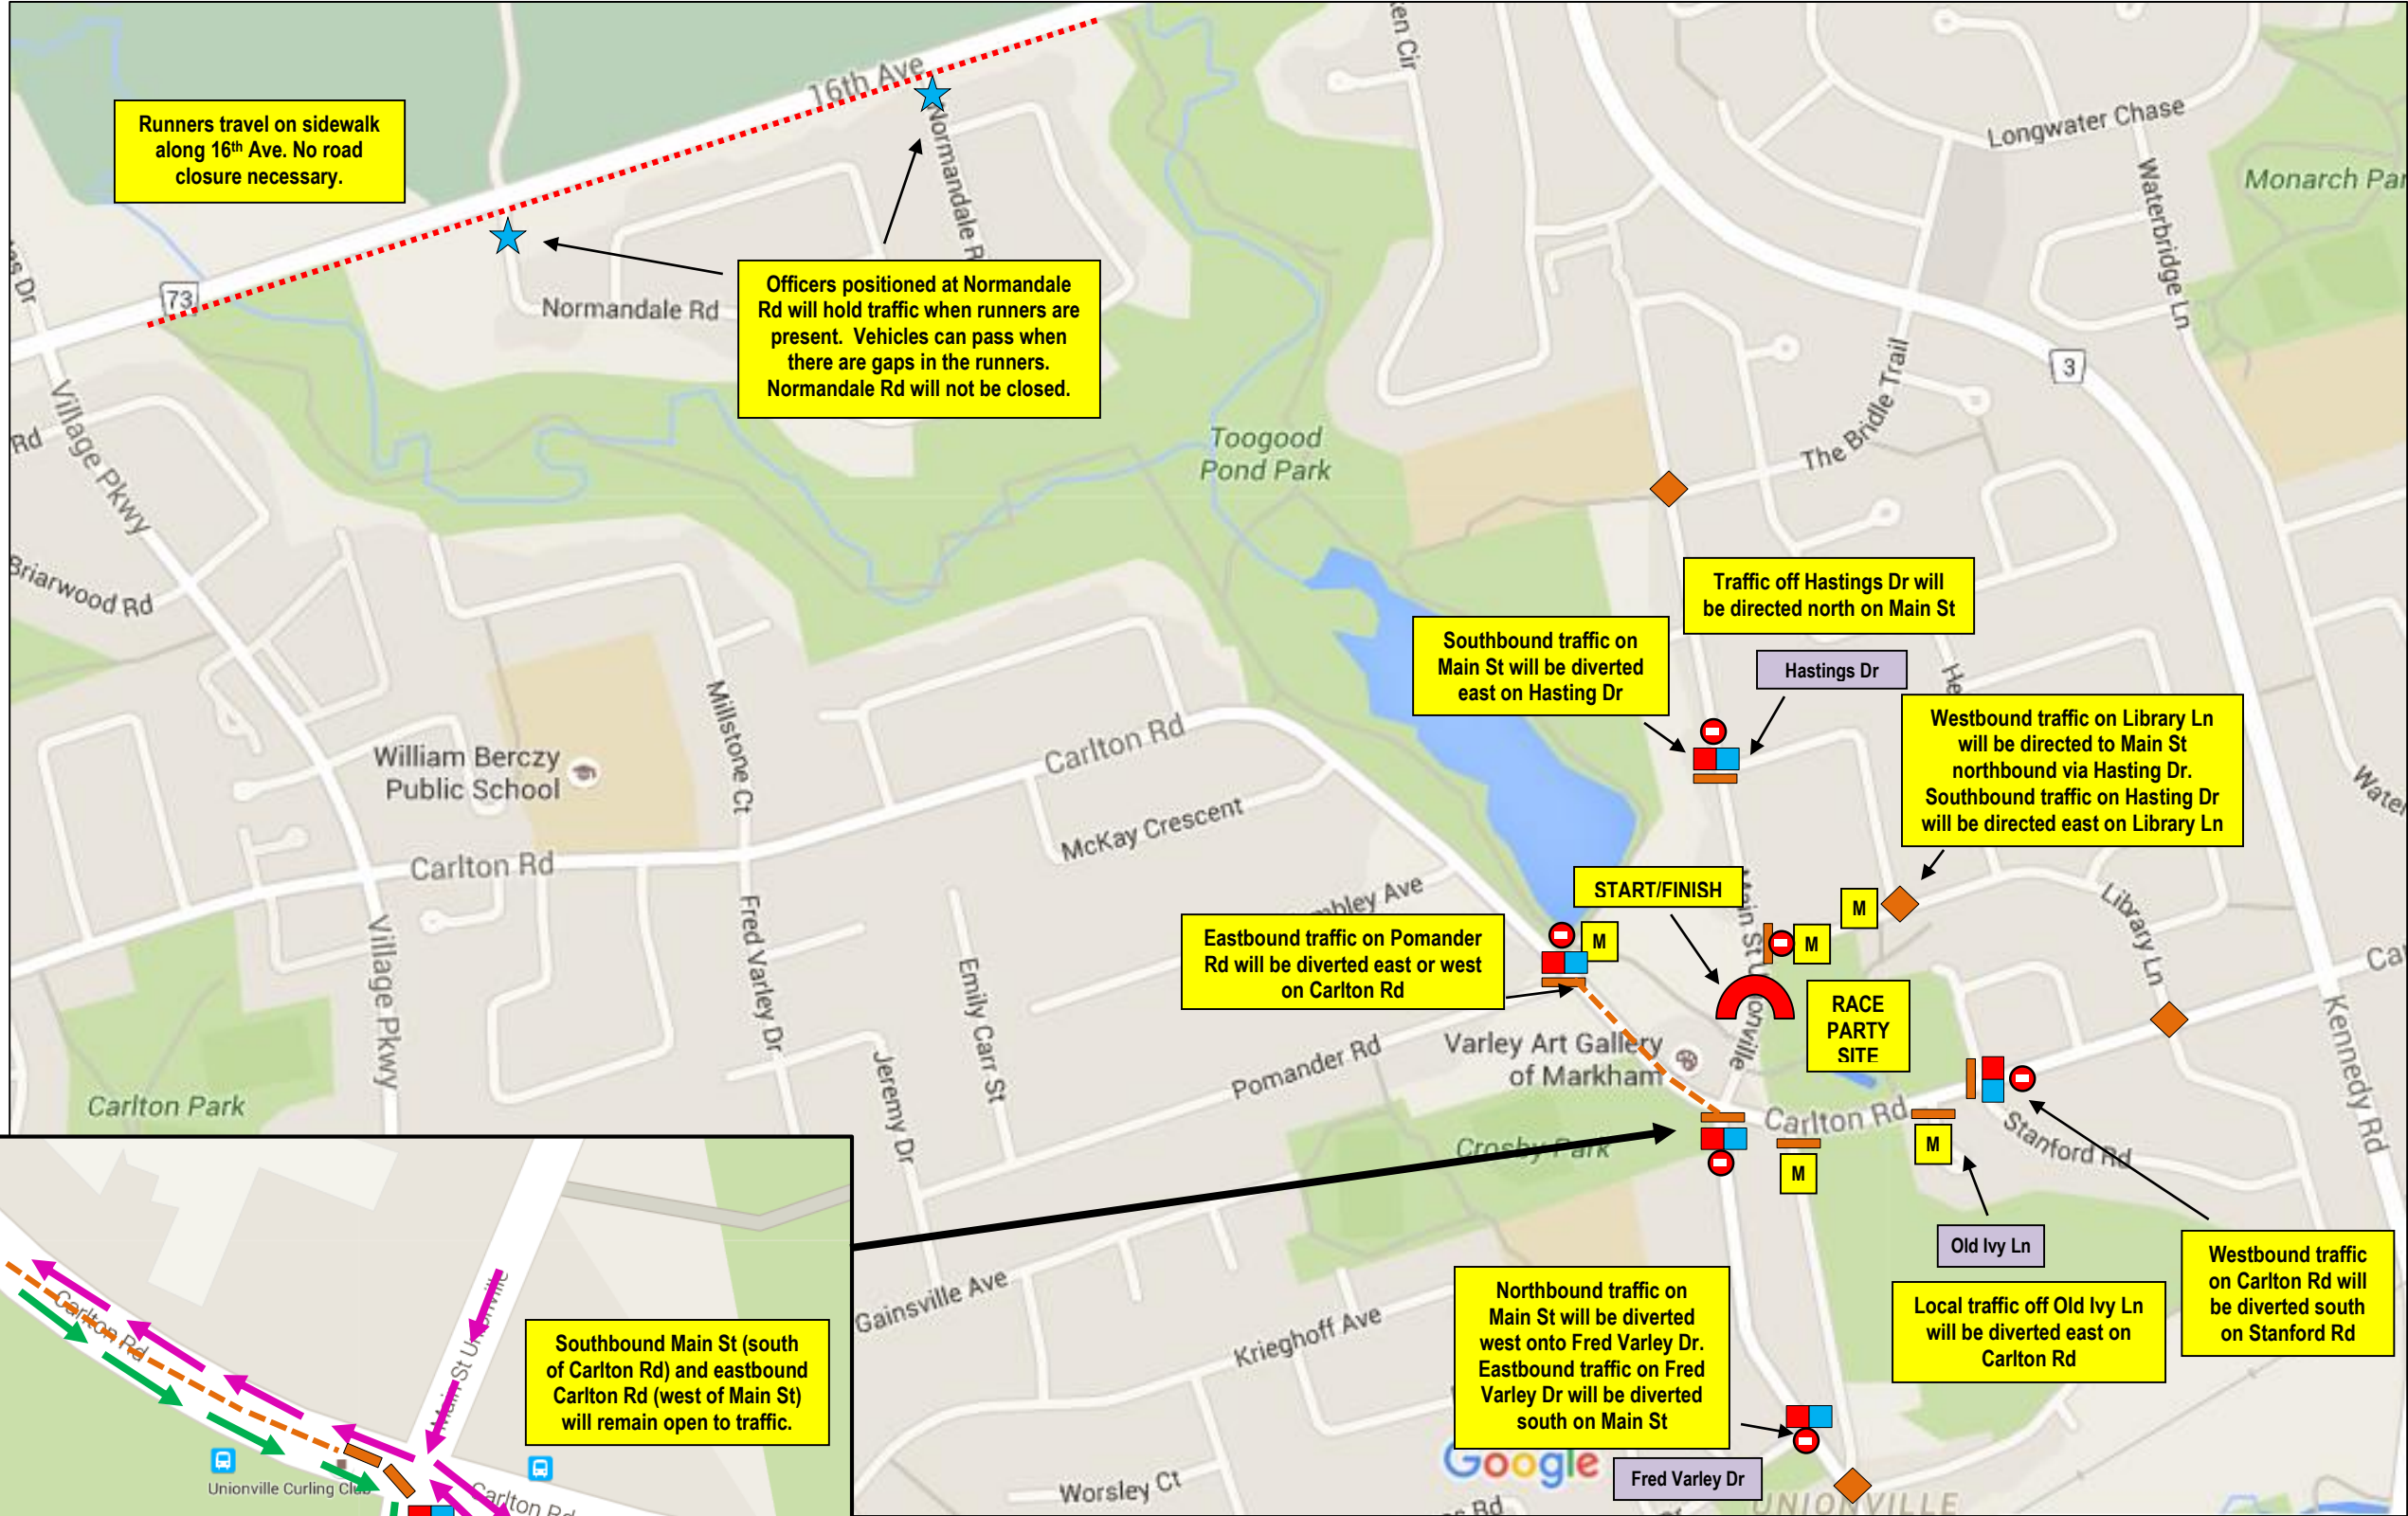 16th Ave
Runners travel on sidewalk
along 16th Ave. No road
closure necessary.
Longwater Chase
Waterbridge Ln
Normandale
73
Normandale Rd
Officers positioned at Normandale
Rd will hold traffic when runners are
present. Vehicles can pass when
there are gaps in the runners.
Normandale Rd will not be closed.
3
Village Pkwy
Rd
The Bridle Trail
Toogood
Pond Park
Briarwood Rd
Traffic off Hastings Dr will
be directed north on Main St
Southbound traffic on
Main St will be diverted
east on Hasting Dr
Hastings Dr
Westbound traffic on Library Ln
will be directed to Main St
northbound via Hasting Dr.
Southbound traffic on Hasting Dr
will be directed east on Library Ln
Millstone Ct
William Berczy
Public School
Carlton Rd
McKay Crescent
Carlton Rd
START/FINISH
M
M
M
Library Ln
Main St Unionville
Fred Varley Dr
Village Pkwy
Eastbound traffic on Pomander
Rd will be diverted east or west
on Carlton Rd
Emily Carr St
RACE
PARTY
SITE
Kennedy Rd
Varley Art Gallery
of Markham
Pomander Rd
Jeremy Dr
Carlton Park
Carlton Rd
Crosby Park
M
M
Stanford Rd
Old Ivy Ln
Westbound traffic
on Carlton Rd will
be diverted south
on Stanford Rd
Gainsville Ave
Krieghoff Ave
Northbound traffic on
Main St will be diverted
west onto Fred Varley Dr.
Eastbound traffic on Fred
Varley Dr will be diverted
south on Main St
Local traffic off Old Ivy Ln
will be diverted east on
Carlton Rd
Carlton Rd
Main St Unionville
Southbound Main St (south
of Carlton Rd) and eastbound
Carlton Rd (west of Main St)
will remain open to traffic.
Google
Fred Varley Dr
Unionville Curling Club
Worsley Ct
Carlton Rd
Rd
UNIONVILLE